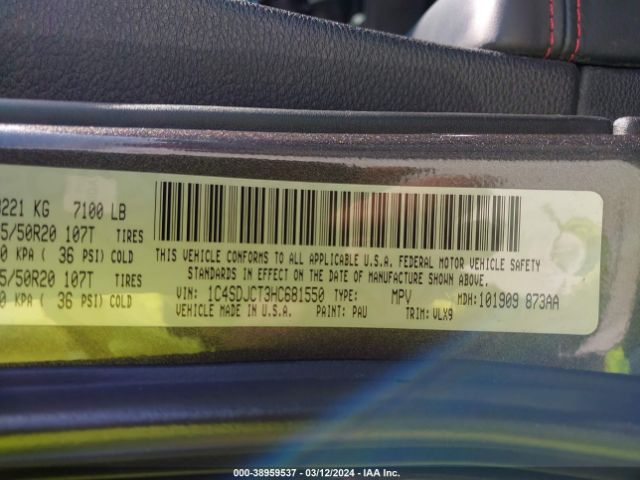 221 KG 7100 LB
5/50R20 107T TIRES
0 KPA ( 36 PSI) COLD
5/50R20 107T TIRES
0 KPA ( 36 PSI) COLD
THIS VEHICLE CONFORMS TO ALL APPLICABLE U.S.A. FEDERAL MOTOR VEHICLE SAFETY
STANDARDS IN EFFECT ON THE DATE OF MANUFACTURE SHOWN ABOVE.
VIN: 1C4SDJCT3HC681550 TYPE: MPV MDH: 101909 873AA
VEHICLE MADE IN U.S.A. PAINT: PAU TRIM: VLX9
000-38959537 - 03/12/2024 - IAA Inc.